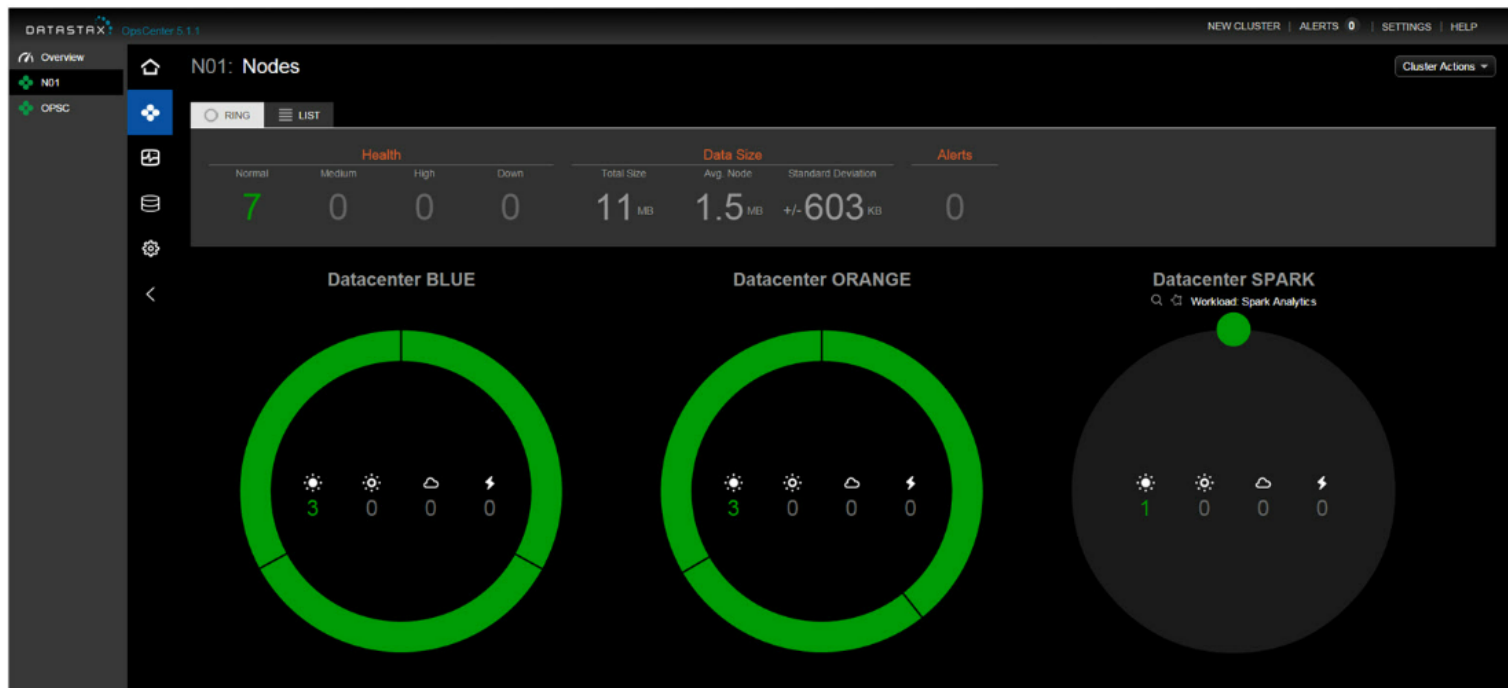 DATASTAX OpsCenter 5.1.1
NEW CLUSTER | ALERTS 0 | SETTINGS | HELP
Overview
N01
OPSC
N01: Nodes
Cluster Actions
RING LIST
Health Data Size Alerts
Normal Medium High Down Total Size Avg. Node Standard Deviation
7 0 0 0 11 MB 1.5 MB +/- 603 KB 0
Datacenter BLUE Datacenter ORANGE Datacenter SPARK
Workload: Spark Analytics
3 0 0 0 3 0 0 0 1 0 0 0